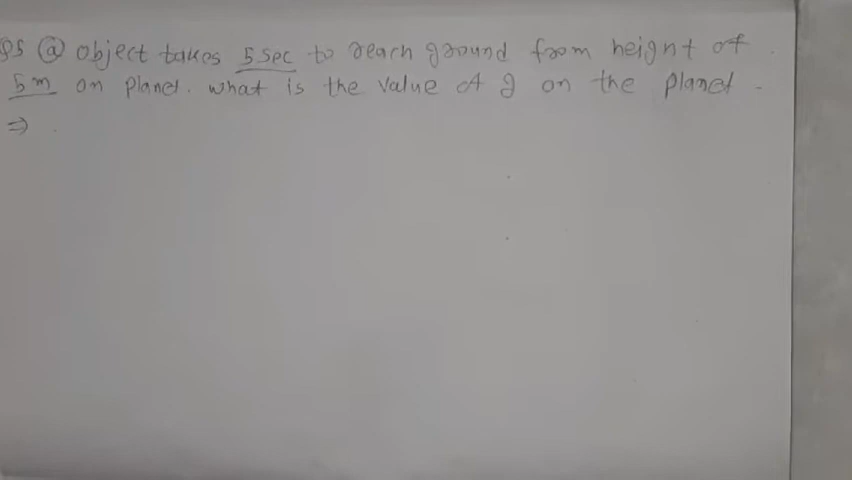 Q5 @ object takes 5 sec to reach ground from height of
5m on planet. what is the value of g on the planet -
⇒